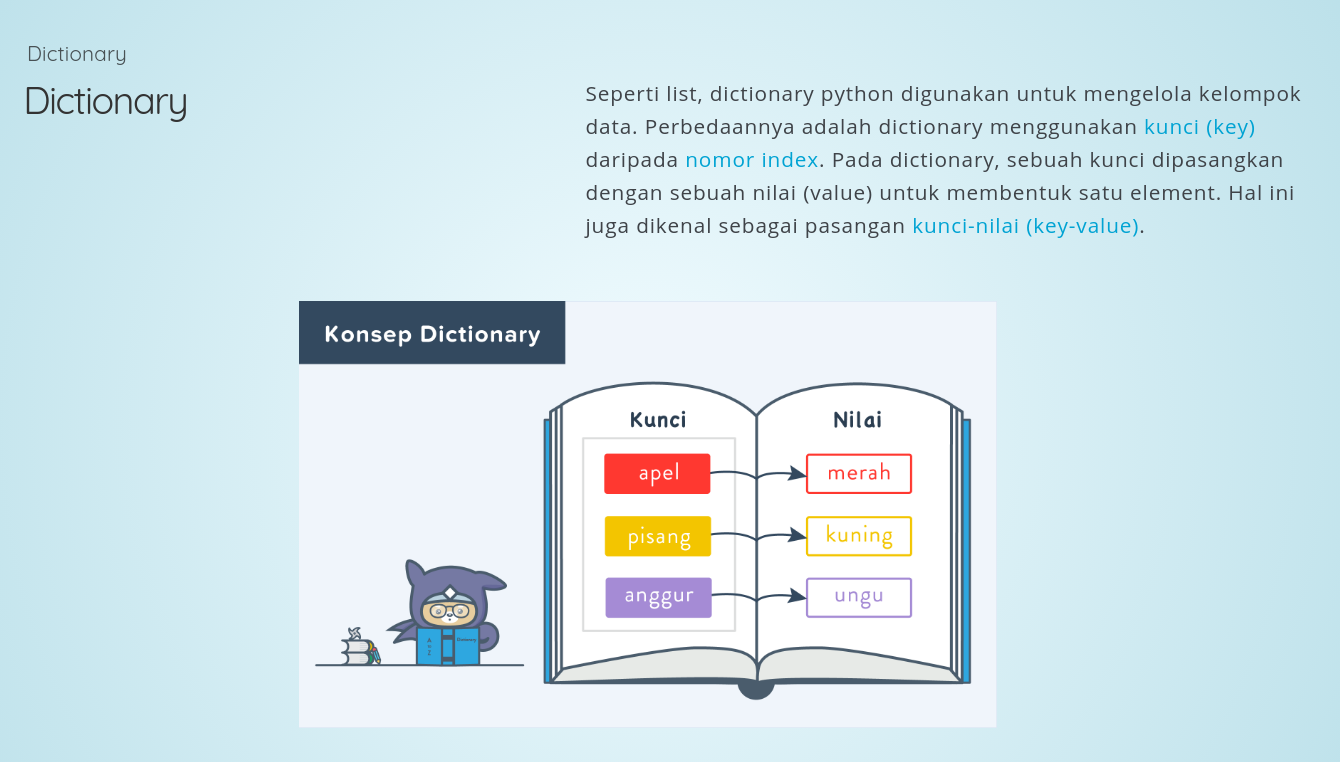 Dictionary
Dictionary
Seperti list, dictionary python digunakan untuk mengelola kelompok
data. Perbedaannya adalah dictionary menggunakan kunci (key)
daripada nomor index. Pada dictionary, sebuah kunci dipasangkan
dengan sebuah nilai (value) untuk membentuk satu element. Hal ini
juga dikenal sebagai pasangan kunci-nilai (key-value).
Konsep Dictionary
Kunci
Nilai
apel
merah
pisang
kuning
anggur
ungu
A
Z
Dictionary